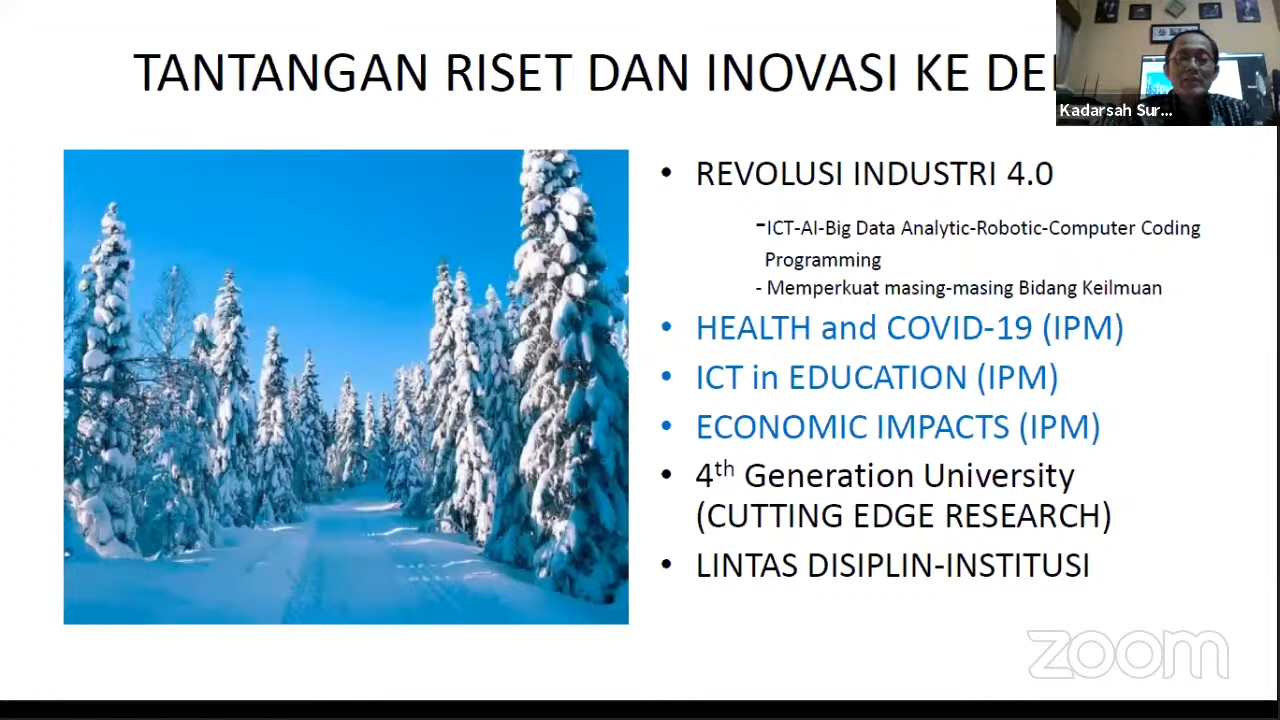 TANTANGAN RISET DAN INOVASI KE
Kadarsah Sur...
• REVOLUSI INDUSTRI 4.0
-ICT-AI-Big Data Analytic-Robotic-Computer Coding
Programming
- Memperkuat masing-masing Bidang Keilmuan
• HEALTH and COVID-19 (IPM)
• ICT in EDUCATION (IPM)
• ECONOMIC IMPACTS (IPM)
• 4th Generation University
(CUTTING EDGE RESEARCH)
• LINTAS DISIPLIN-INSTITUSI
zoom